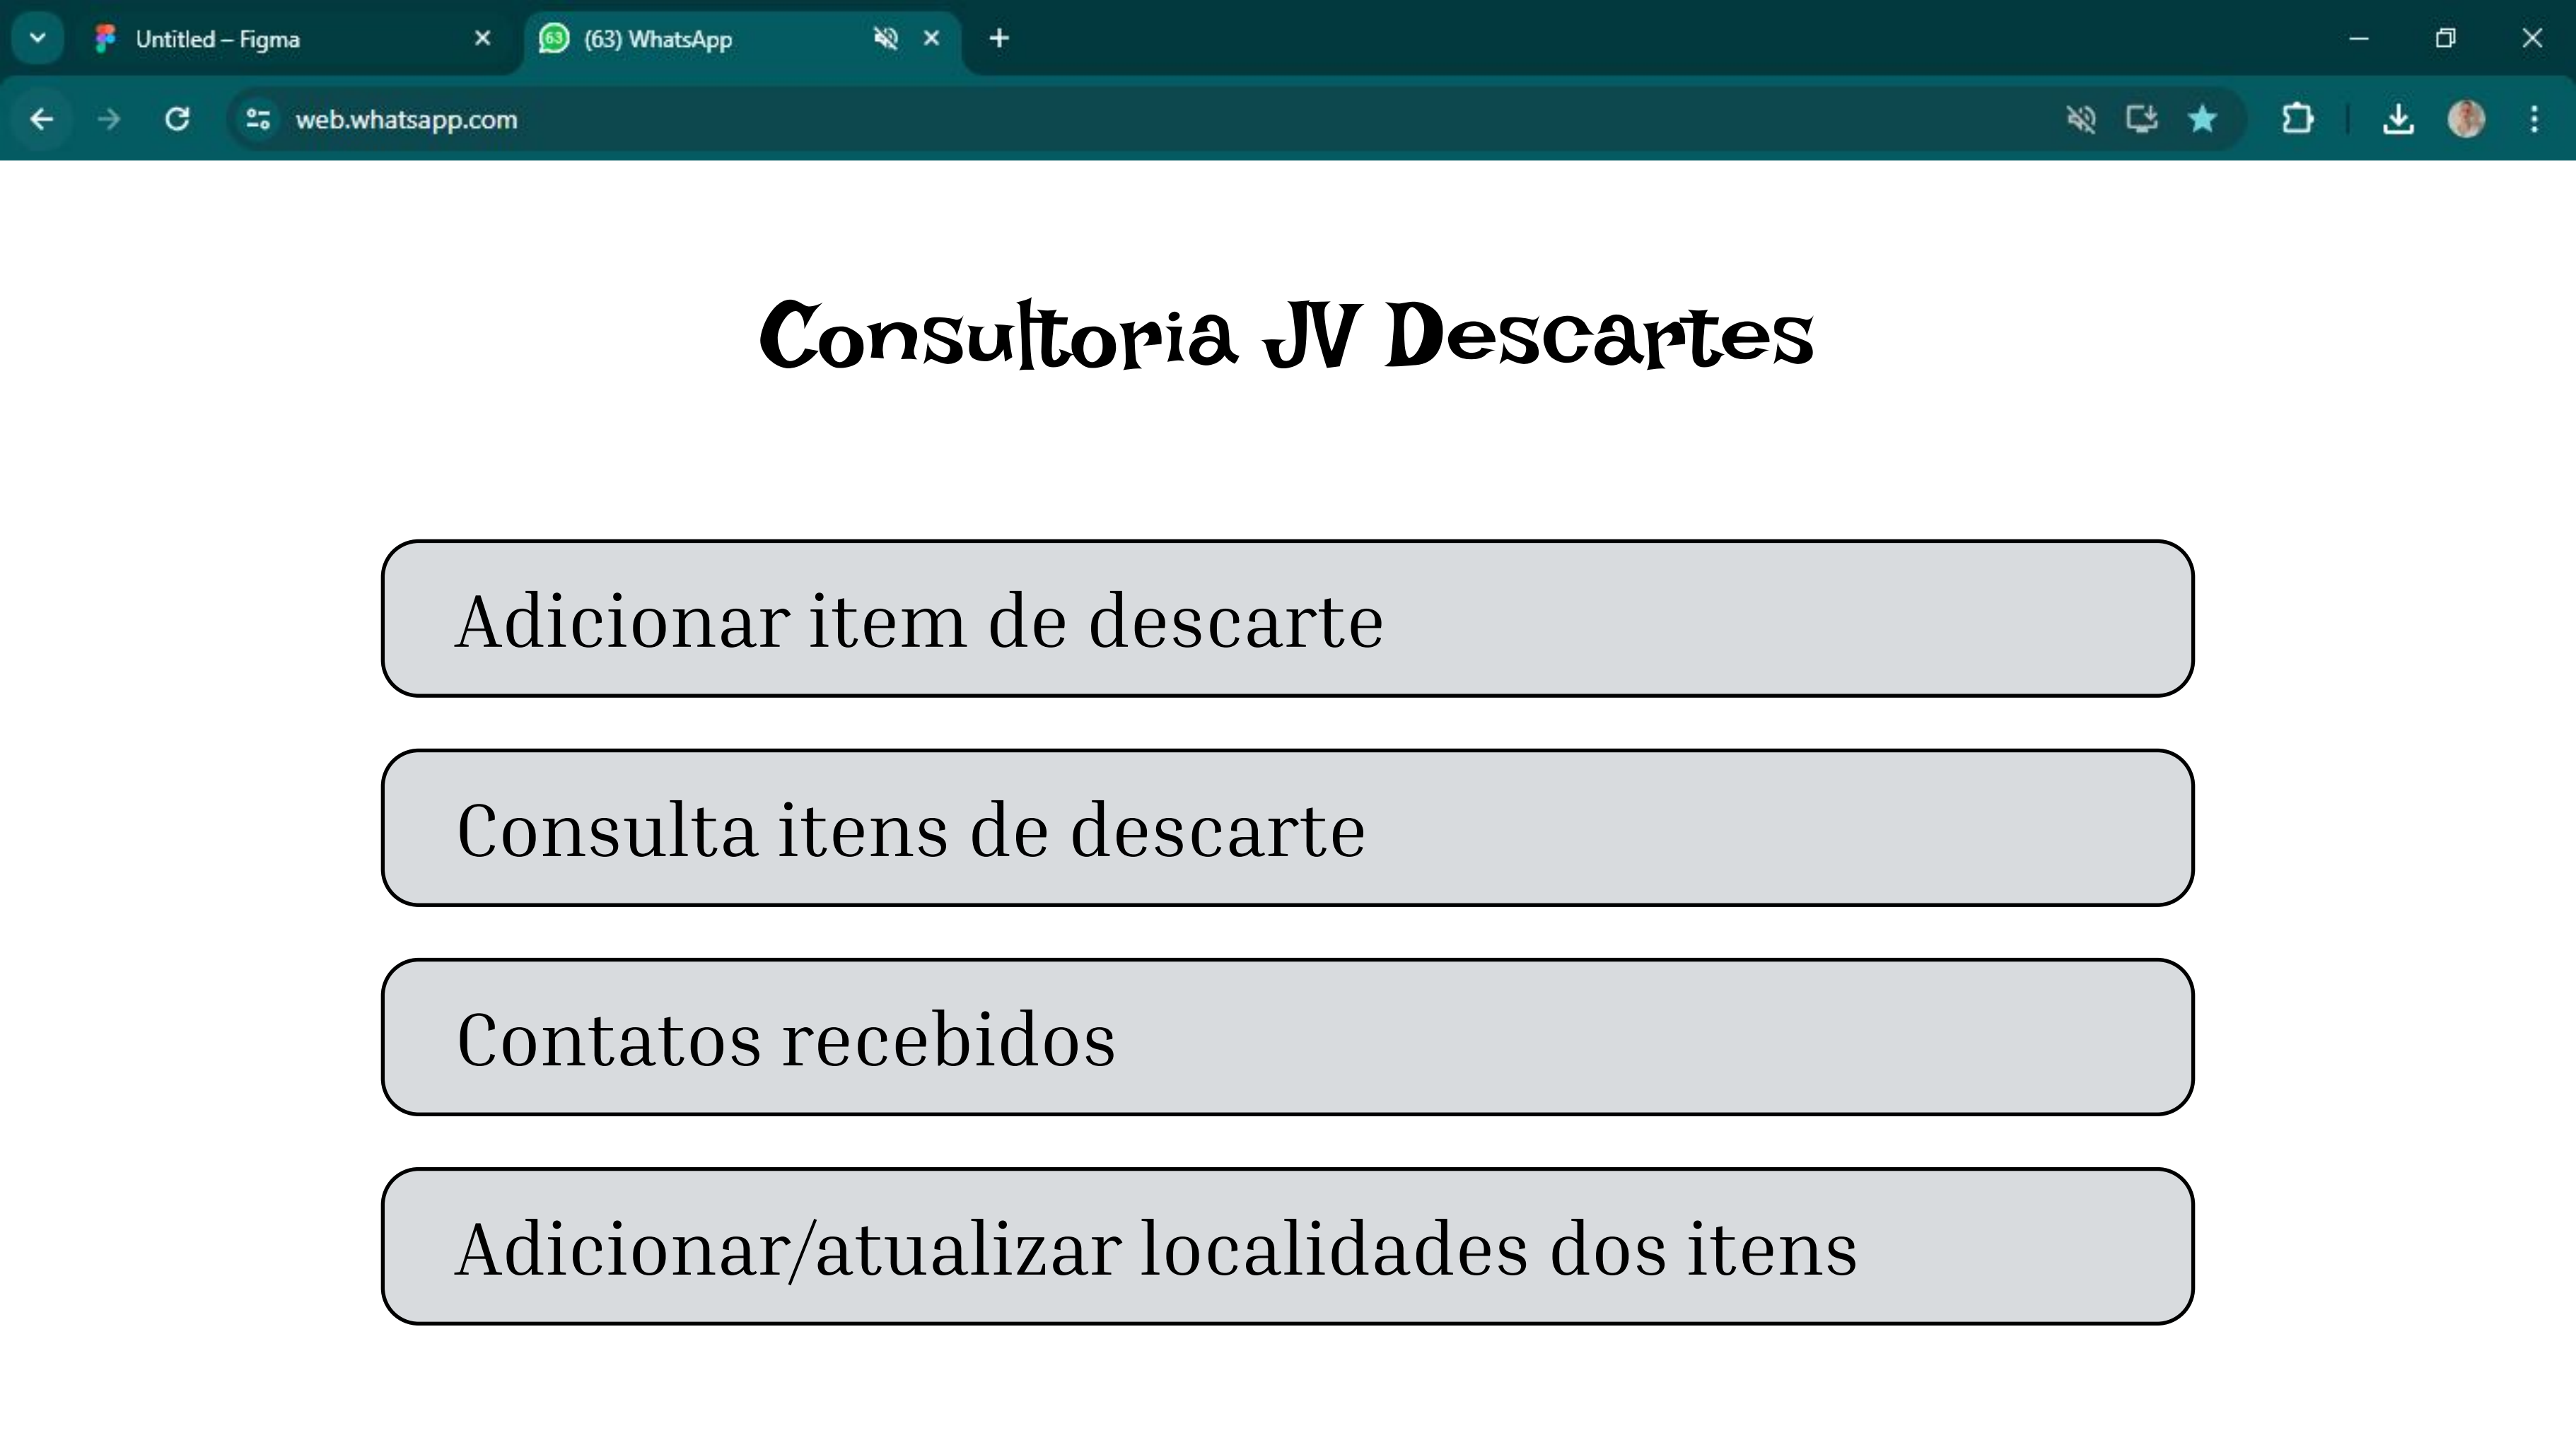 Untitled – Figma
63 (63) WhatsApp
web.whatsapp.com
Consultoria JV Descartes
Adicionar item de descarte
Consulta itens de descarte
Contatos recebidos
Adicionar/atualizar localidades dos itens